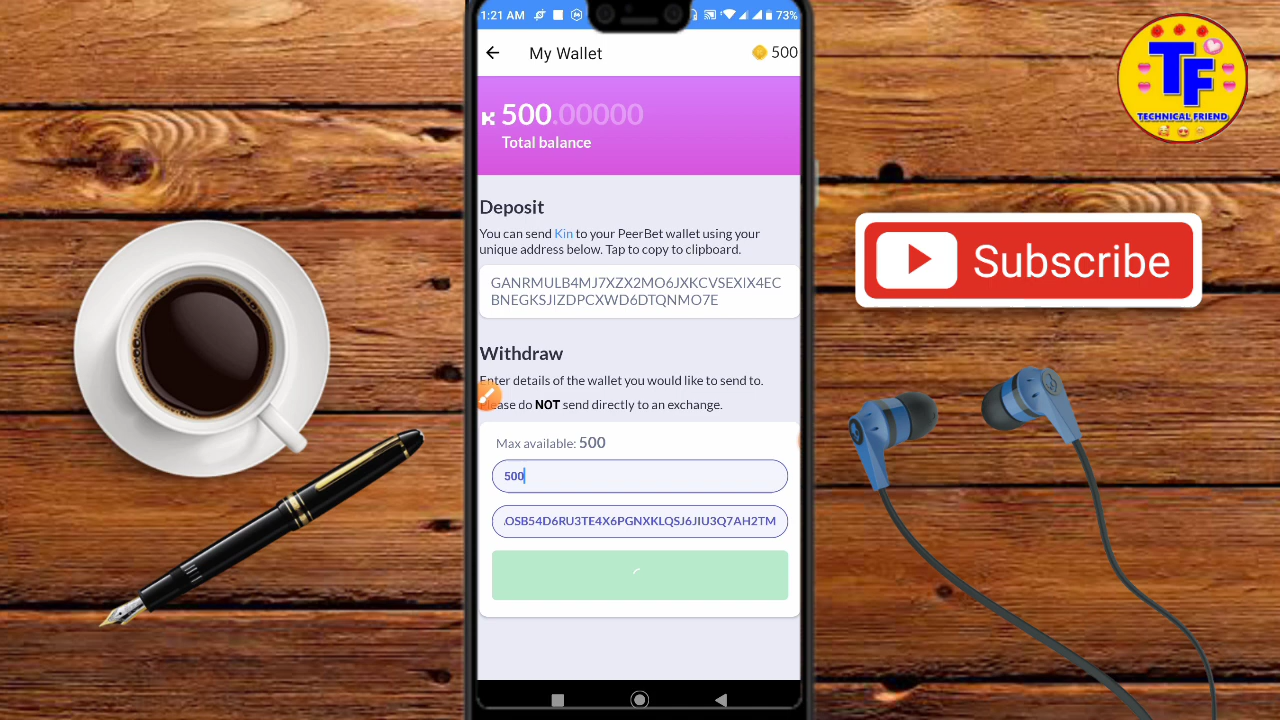 1:21 AM
73%
My Wallet
500
500.00000
Total balance
Deposit
You can send Kin to your PeerBet wallet using your
unique address below. Tap to copy to clipboard.
GANRMULB4MJ7XZX2MO6JXKCVSEXIX4EC
BNEGKSJIZDPCXWD6DTQNMO7E
Withdraw
Enter details of the wallet you would like to send to.
Please do NOT send directly to an exchange.
Max available: 500
500
.OSB54D6RU3TE4X6PGNXKLQSJ6JIU3Q7AH2TM
TF
TECHNICAL FRIEND
Subscribe